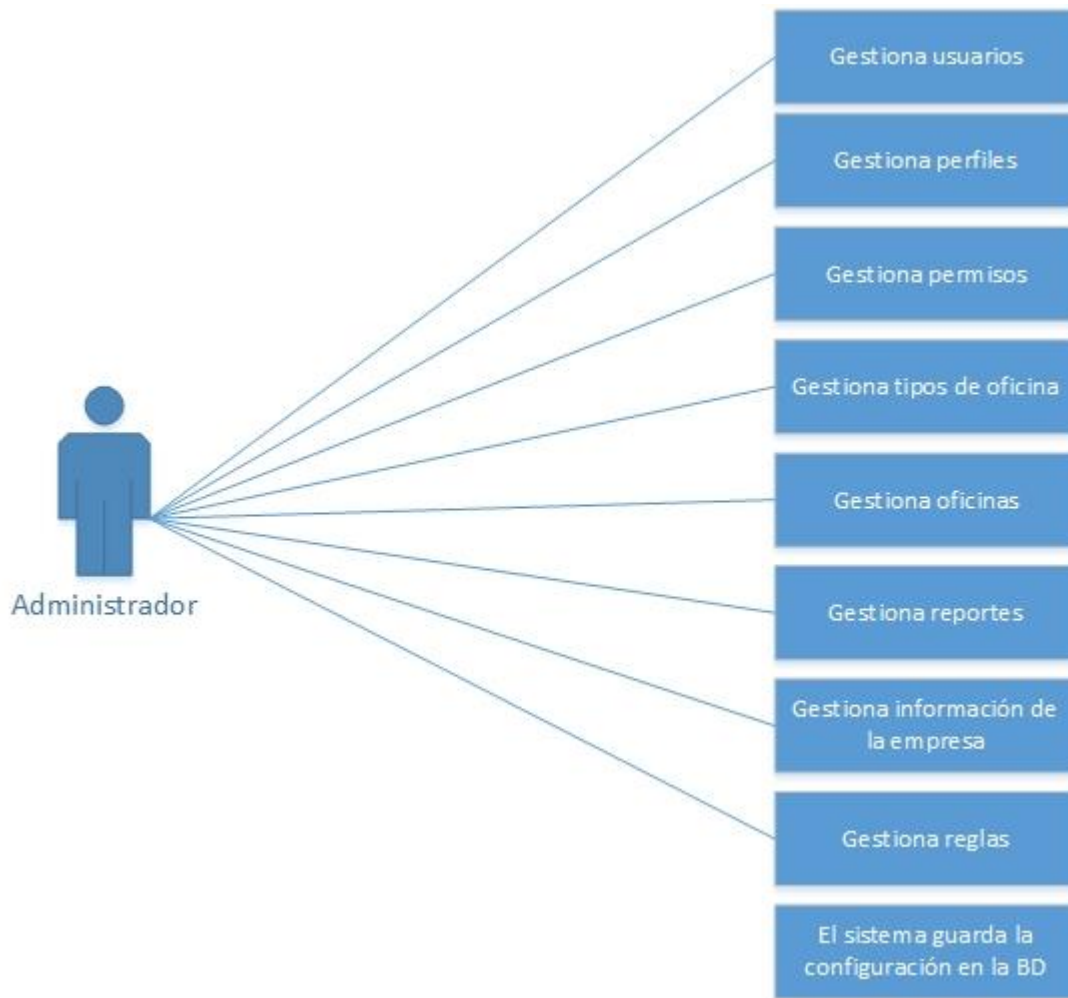 Gestiona usuarios
Gestiona perfiles
Gestiona permisos
Gestiona tipos de oficina
Gestiona oficinas
Administrador
Gestiona reportes
Gestiona información de
la empresa
Gestiona reglas
El sistema guarda la
configuración en la BD